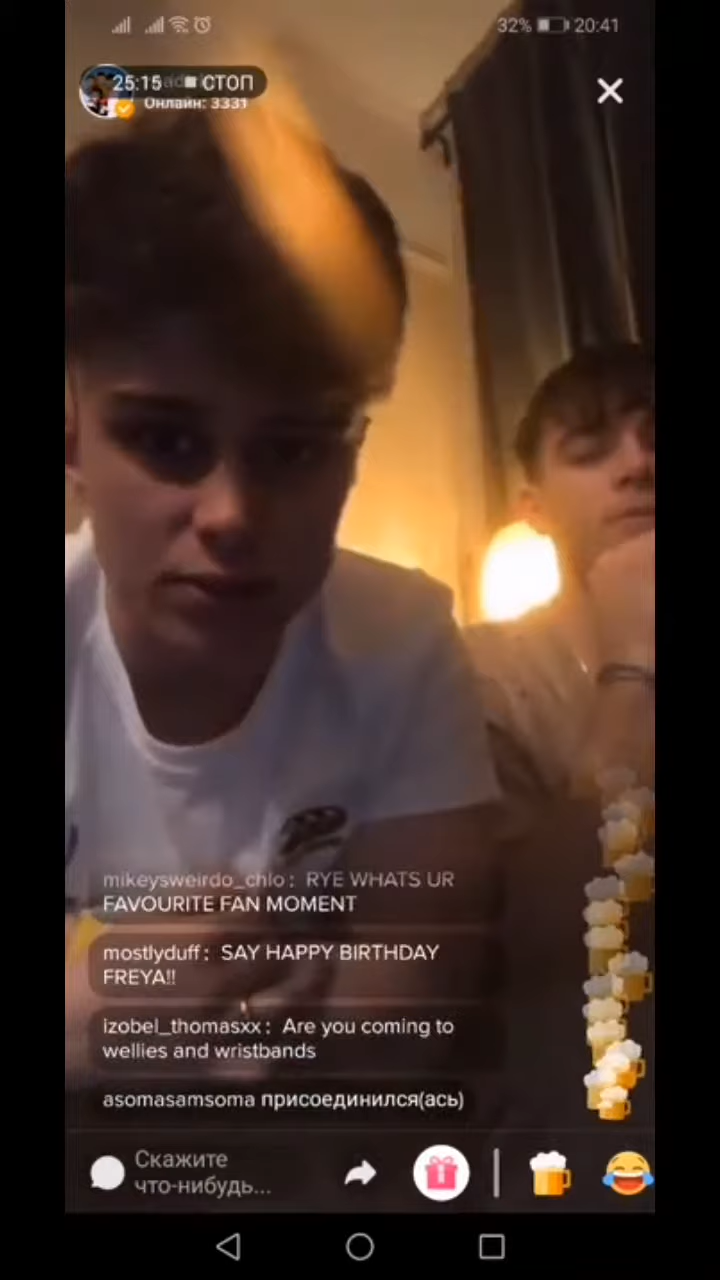 32% 20:41
25:15 СТОП
Онлайн: 3331
mikeysweirdo_chlo: RYE WHATS UR
FAVOURITE FAN MOMENT
mostlyduff: SAY HAPPY BIRTHDAY
FREYA!!
izobel_thomasxx: Are you coming to
wellies and wristbands
asomasamsoma присоединился(ась)
Скажите
что-нибудь...